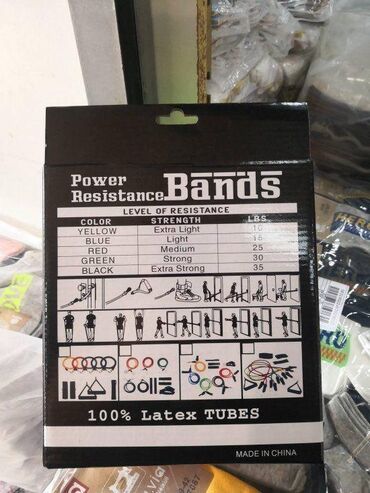 Power
Resistance Bands
LEVEL OF RESISTANCE
COLOR STRENGTH LBS
YELLOW Extra Light 10
BLUE Light 15
RED Medium 25
GREEN Strong 30
BLACK Extra Strong 35
100% Latex TUBES
MADE IN CHINA